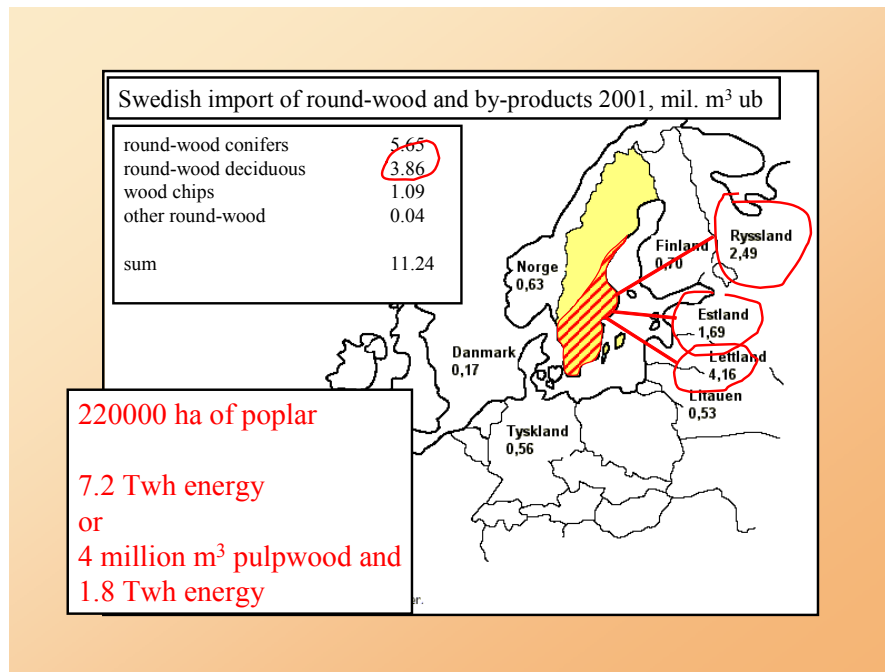 Swedish import of round-wood and by-products 2001, mil. m³ ub
round-wood conifers 5.65
round-wood deciduous 3.86
wood chips 1.09
other round-wood 0.04
sum 11.24
Norge
0,63
Finland
0,70
Ryssland
2,49
Estland
1,69
Lettland
4,16
Litauen
0,53
Danmark
0,17
Tyskland
0,56
220000 ha of poplar
7.2 Twh energy
or
4 million m³ pulpwood and
1.8 Twh energy